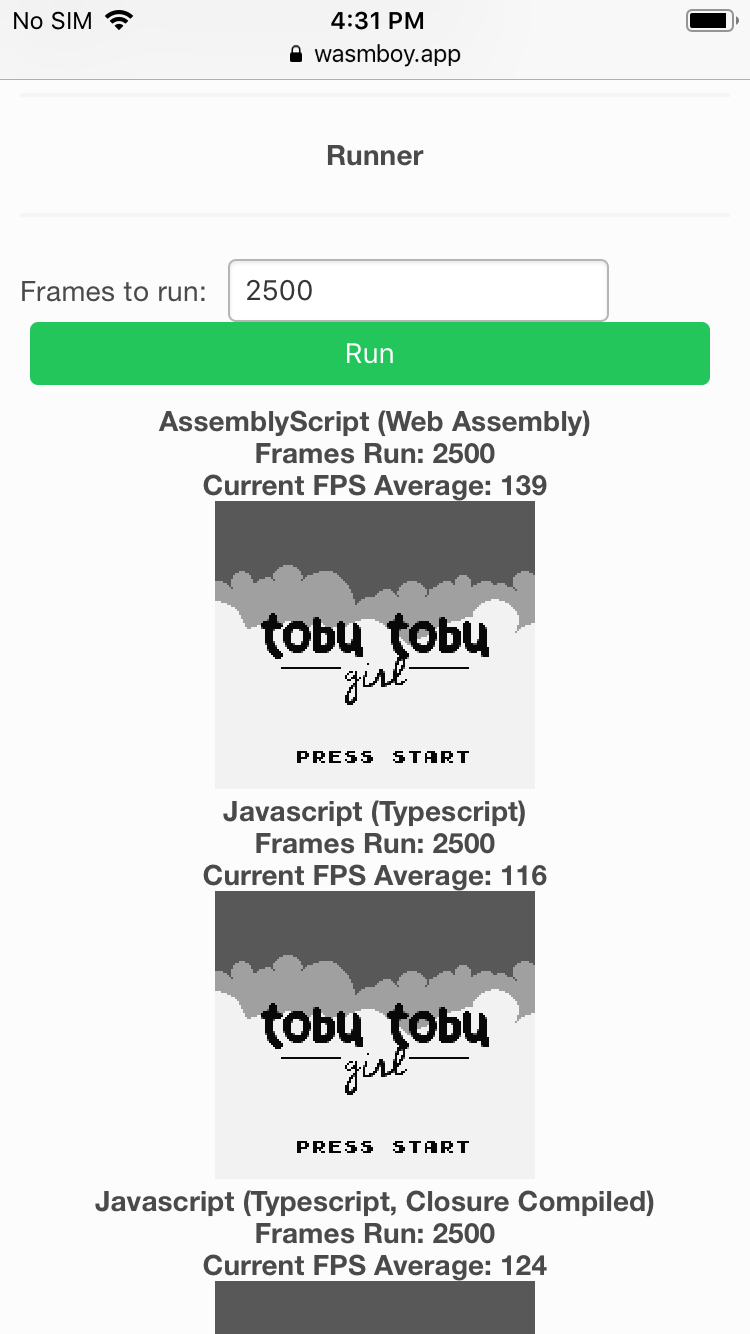 No SIM 4:31 PM
wasmboy.app
Runner
Frames to run: 2500
Run
AssemblyScript (Web Assembly)
Frames Run: 2500
Current FPS Average: 139
tobu tobu
girl
PRESS START
Javascript (Typescript)
Frames Run: 2500
Current FPS Average: 116
tobu tobu
girl
PRESS START
Javascript (Typescript, Closure Compiled)
Frames Run: 2500
Current FPS Average: 124